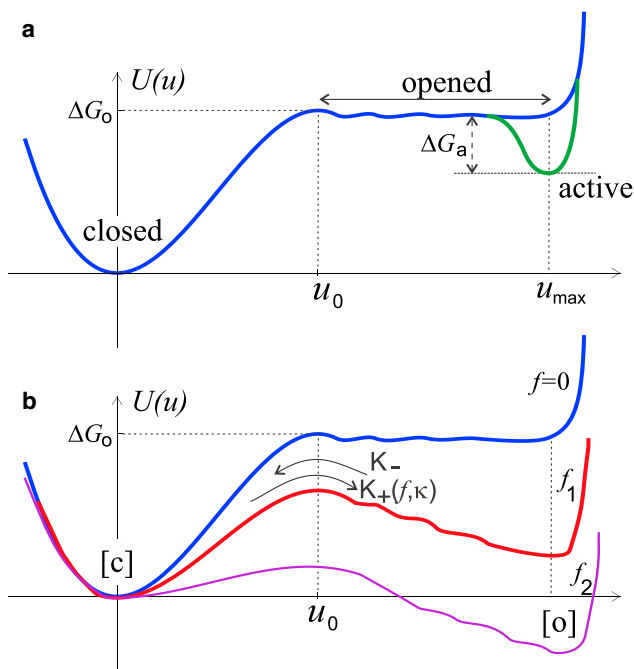 a
U(u)
opened
ΔGo
ΔGa
active
closed
u0
umax
b
U(u)
f=0
ΔGo
K-
K+(f,κ)
f1
[c]
f2
u0
[o]